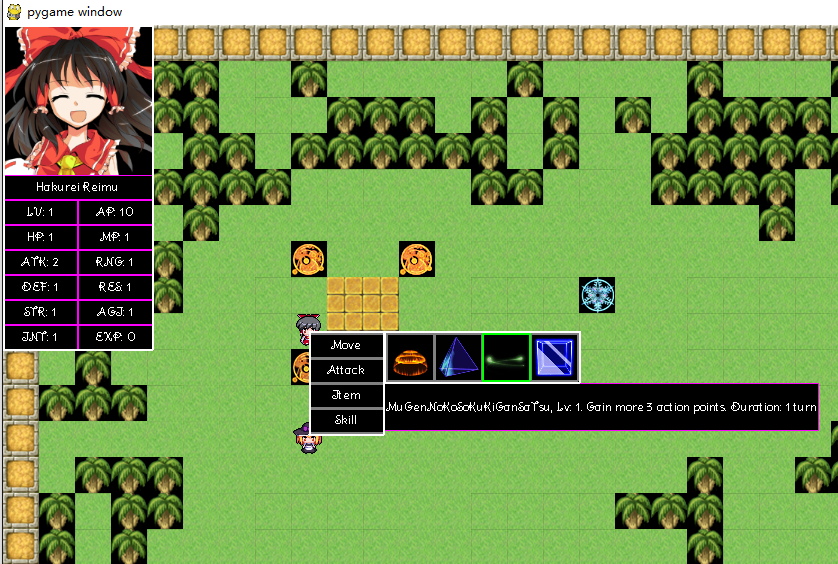 pygame window
Hakurei Reimu
LV: 1
AP: 10
HP: 1
MP: 1
ATK: 2
RNG: 1
DEF: 1
RES: 1
STR: 1
AGI: 1
INT: 1
EXP: 0
Move
Attack
Item
Skill
MuGenNoKoSoKuKiGanSaTsu, Lv: 1. Gain more 3 action points. Duration: 1 turn